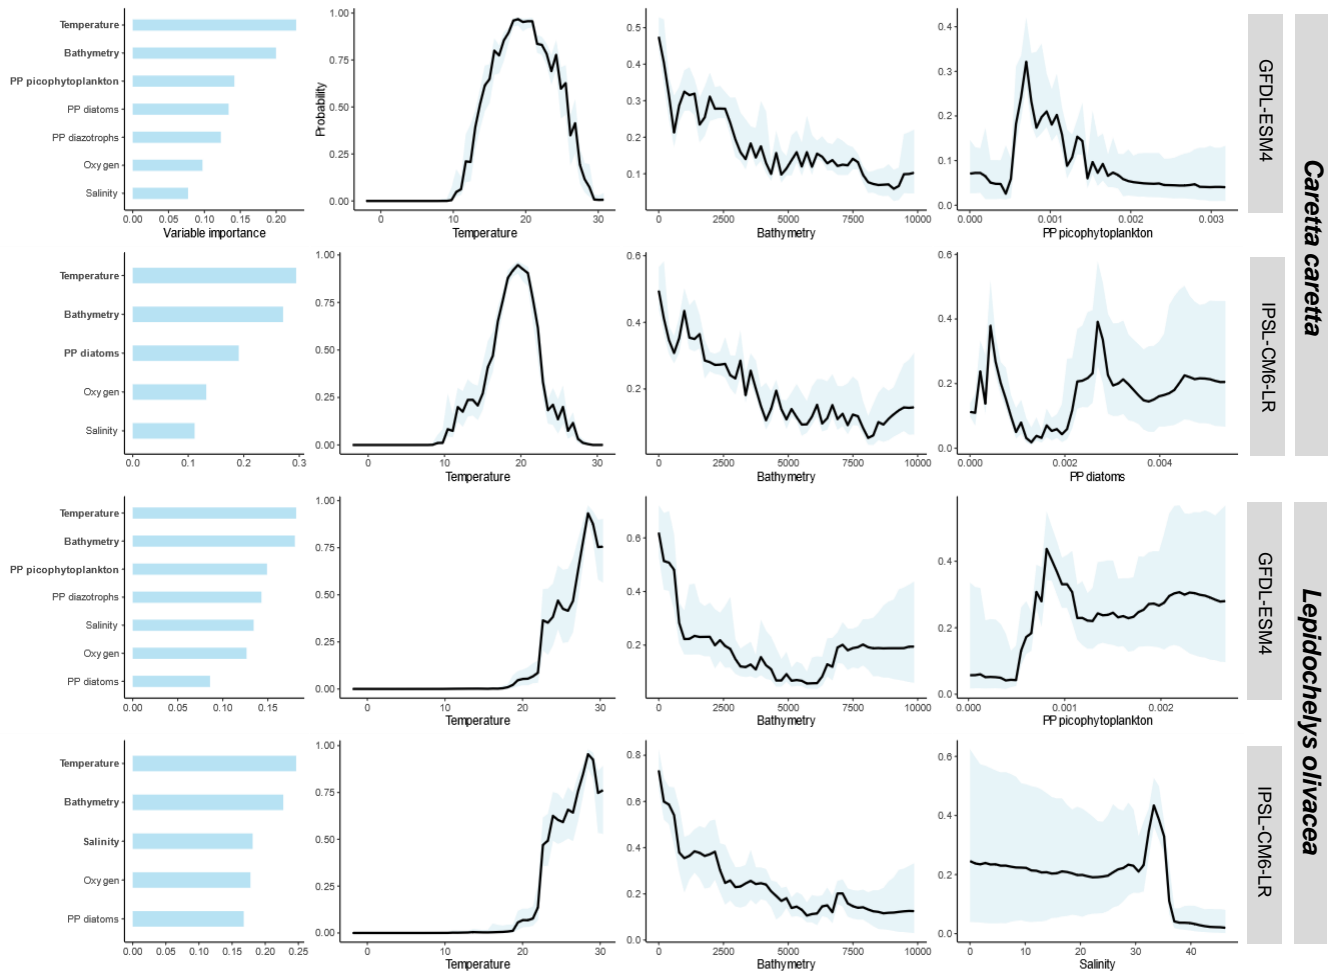 Temperature
Bathymetry
PP picophytoplankton
PP diatoms
PP diazotrophs
Oxygen
Salinity
0.00 0.05 0.10 0.15 0.20
Variable importance
Probability
1.00
0.75
0.50
0.25
0.00
0 10 20 30
Temperature
0.5
0.4
0.3
0.2
0.1
0 2500 5000 7500 10000
Bathymetry
0.4
0.3
0.2
0.1
0.0
0.000 0.001 0.002 0.003
PP picophytoplankton
GFDL-ESM4
Caretta caretta
Temperature
Bathymetry
PP diatoms
Oxygen
Salinity
0.0 0.1 0.2 0.3
1.00
0.75
0.50
0.25
0.00
0 10 20 30
Temperature
0.6
0.4
0.2
0 2500 5000 7500 10000
Bathymetry
0.6
0.4
0.2
0.0
0.000 0.002 0.004
PP diatoms
IPSL-CM6-LR
Temperature
Bathymetry
PP picophytoplankton
PP diazotrophs
Salinity
Oxygen
PP diatoms
0.00 0.05 0.10 0.15
1.00
0.75
0.50
0.25
0.00
0 10 20 30
Temperature
0.6
0.4
0.2
0 2500 5000 7500 10000
Bathymetry
0.6
0.4
0.2
0.0
0.000 0.001 0.002
PP picophytoplankton
GFDL-ESM4
Lepidochelys olivacea
Temperature
Bathymetry
Salinity
Oxygen
PP diatoms
0.00 0.05 0.10 0.15 0.20 0.25
1.00
0.75
0.50
0.25
0.00
0 10 20 30
Temperature
0.8
0.6
0.4
0.2
0.0
0 2500 5000 7500 10000
Bathymetry
0.6
0.4
0.2
0.0
0 10 20 30 40
Salinity
IPSL-CM6-LR